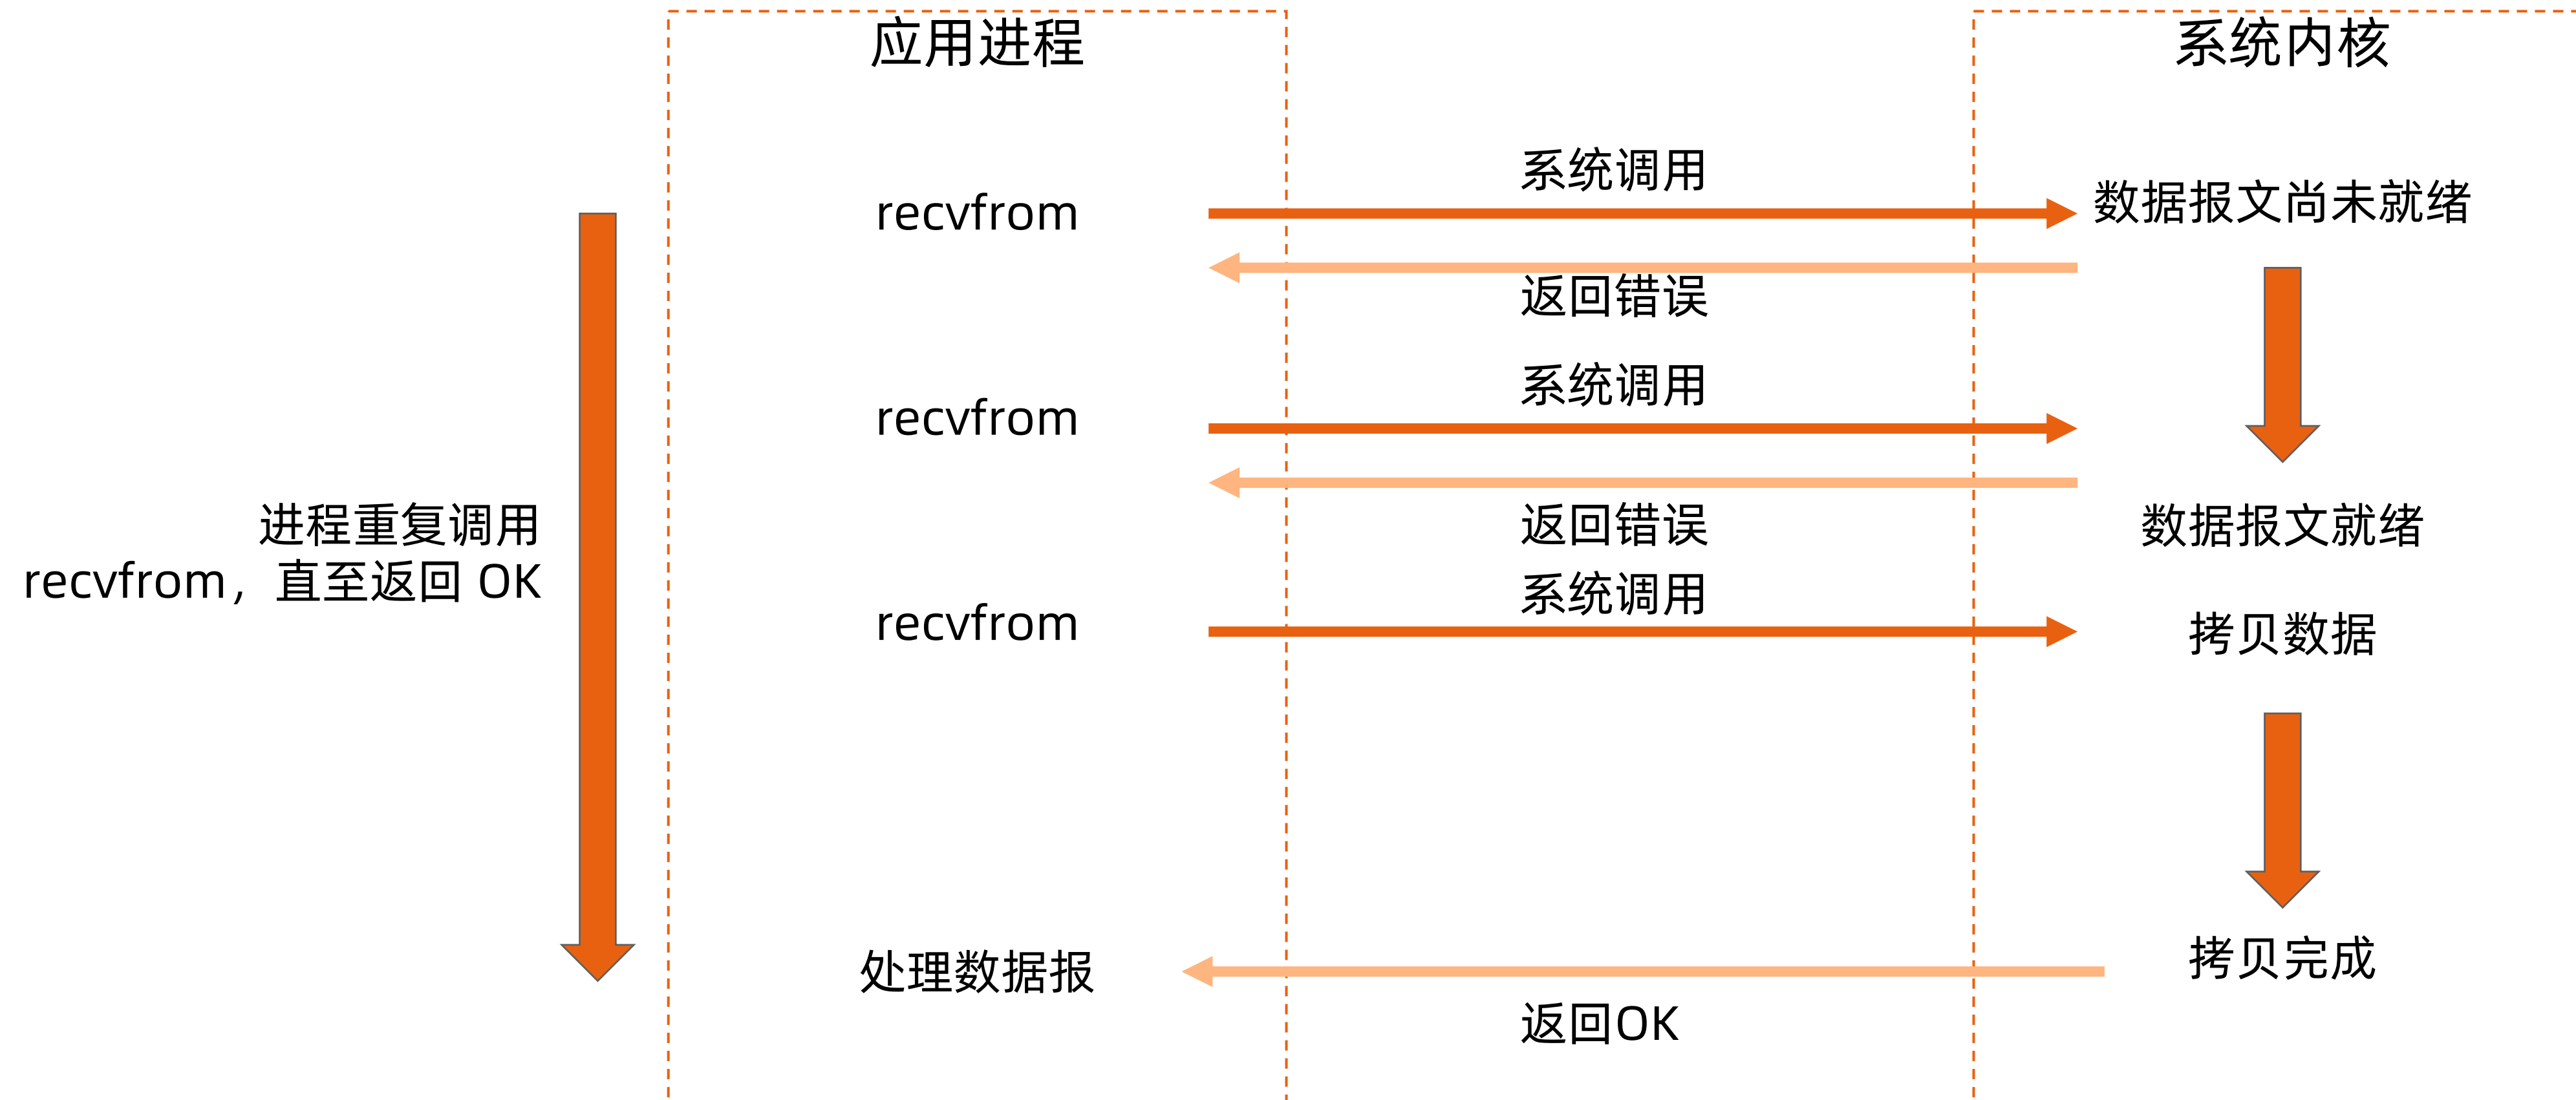 应用进程
系统内核
系统调用
recvfrom
数据报文尚未就绪
返回错误
系统调用
recvfrom
进程重复调用
recvfrom，直至返回 OK
返回错误
数据报文就绪
系统调用
recvfrom
拷贝数据
处理数据报
拷贝完成
返回OK